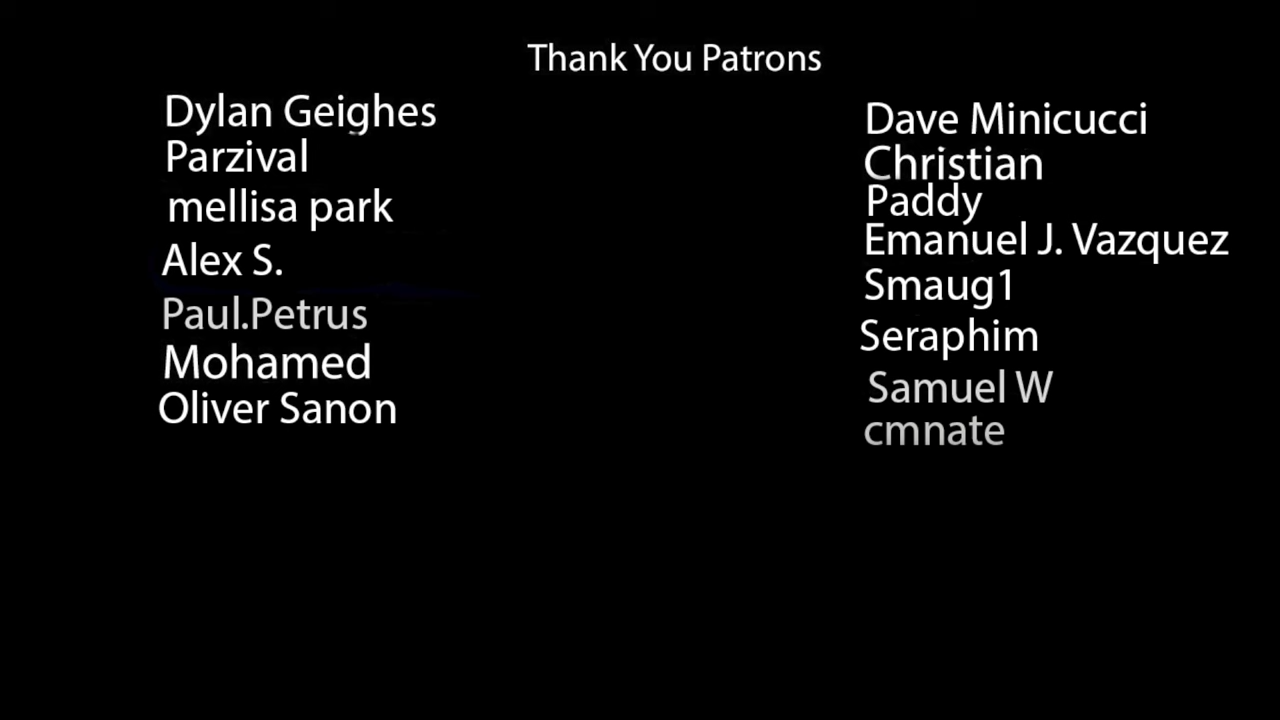 Thank You Patrons
Dylan Geighes
Parzival
mellisa park
Alex S.
Paul.Petrus
Mohamed
Oliver Sanon
Dave Minicucci
Christian
Paddy
Emanuel J. Vazquez
Smaug1
Seraphim
Samuel W
cmnate